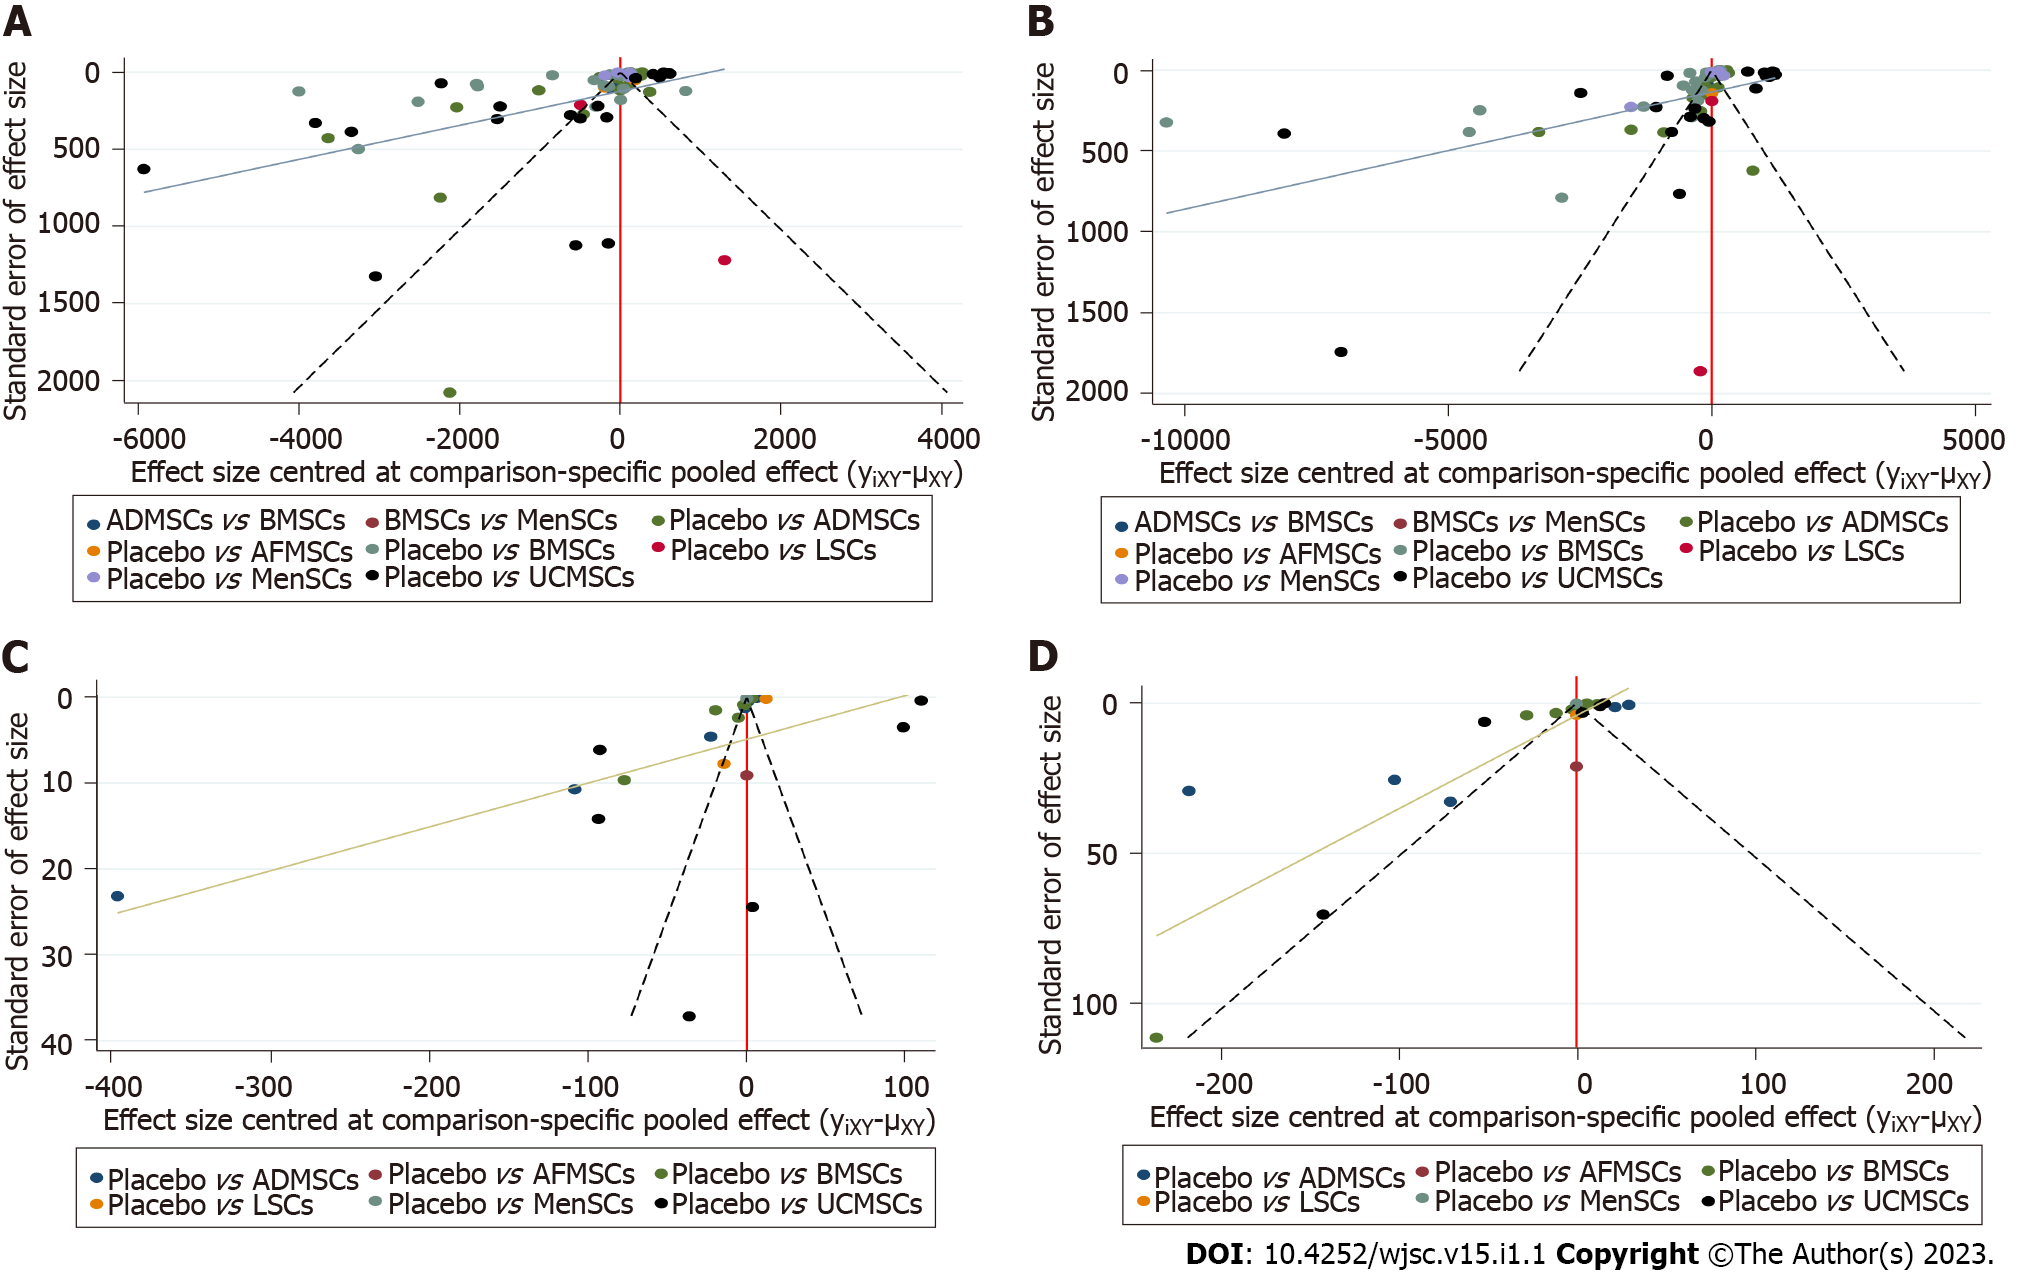 A
Standard error of effect size
0
500
1000
1500
2000
-6000 -4000 -2000 0 2000 4000
Effect size centred at comparison-specific pooled effect (yiXY-μXY)
ADMSCs vs BMSCs BMSCs vs MenSCs Placebo vs ADMSCs
Placebo vs AFMSCs Placebo vs BMSCs Placebo vs LSCs
Placebo vs MenSCs Placebo vs UCMSCs
B
Standard error of effect size
0
500
1000
1500
2000
-10000 -5000 0 5000
Effect size centred at comparison-specific pooled effect (yiXY-μXY)
ADMSCs vs BMSCs BMSCs vs MenSCs Placebo vs ADMSCs
Placebo vs AFMSCs Placebo vs BMSCs Placebo vs LSCs
Placebo vs MenSCs Placebo vs UCMSCs
C
Standard error of effect size
0
10
20
30
40
-400 -300 -200 -100 0 100
Effect size centred at comparison-specific pooled effect (yiXY-μXY)
Placebo vs ADMSCs Placebo vs AFMSCs Placebo vs BMSCs
Placebo vs LSCs Placebo vs MenSCs Placebo vs UCMSCs
D
Standard error of effect size
0
50
100
-200 -100 0 100 200
Effect size centred at comparison-specific pooled effect (yiXY-μXY)
Placebo vs ADMSCs Placebo vs AFMSCs Placebo vs BMSCs
Placebo vs LSCs Placebo vs MenSCs Placebo vs UCMSCs
DOI: 10.4252/wjsc.v15.i1.1 Copyright ©The Author(s) 2023.